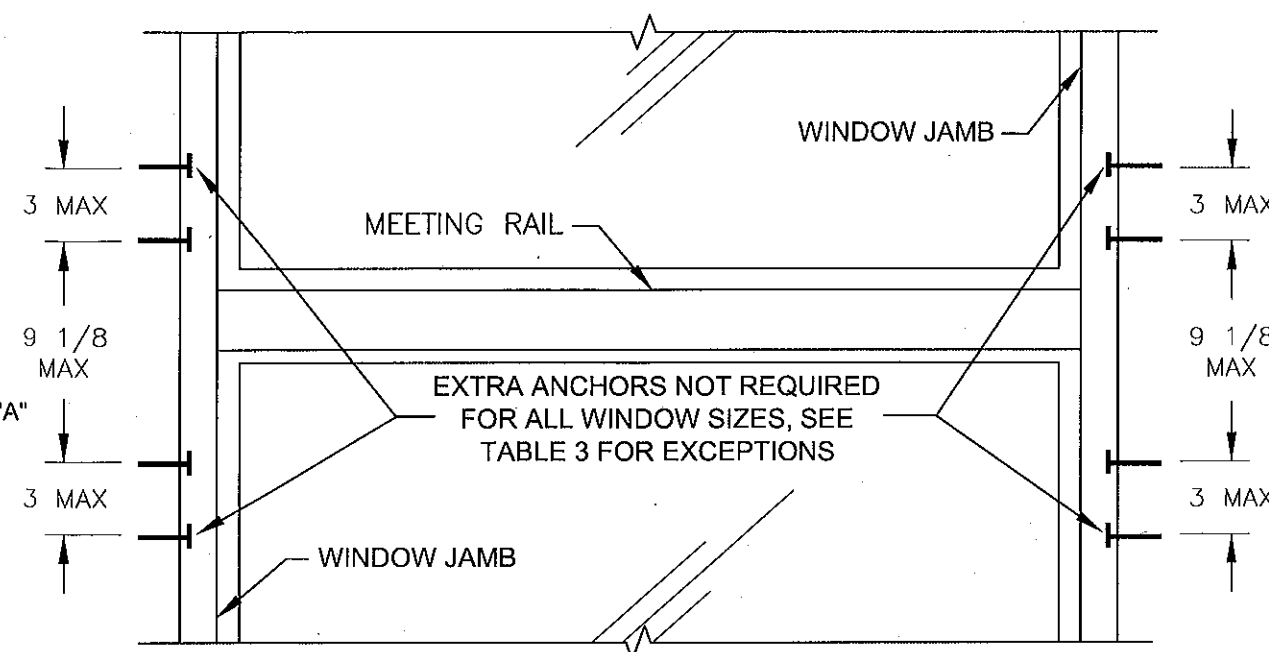 WINDOW JAMB
3 MAX
3 MAX
MEETING RAIL
9 1/8
MAX
9 1/8
MAX
"A"
EXTRA ANCHORS NOT REQUIRED
FOR ALL WINDOW SIZES, SEE
TABLE 3 FOR EXCEPTIONS
3 MAX
3 MAX
WINDOW JAMB